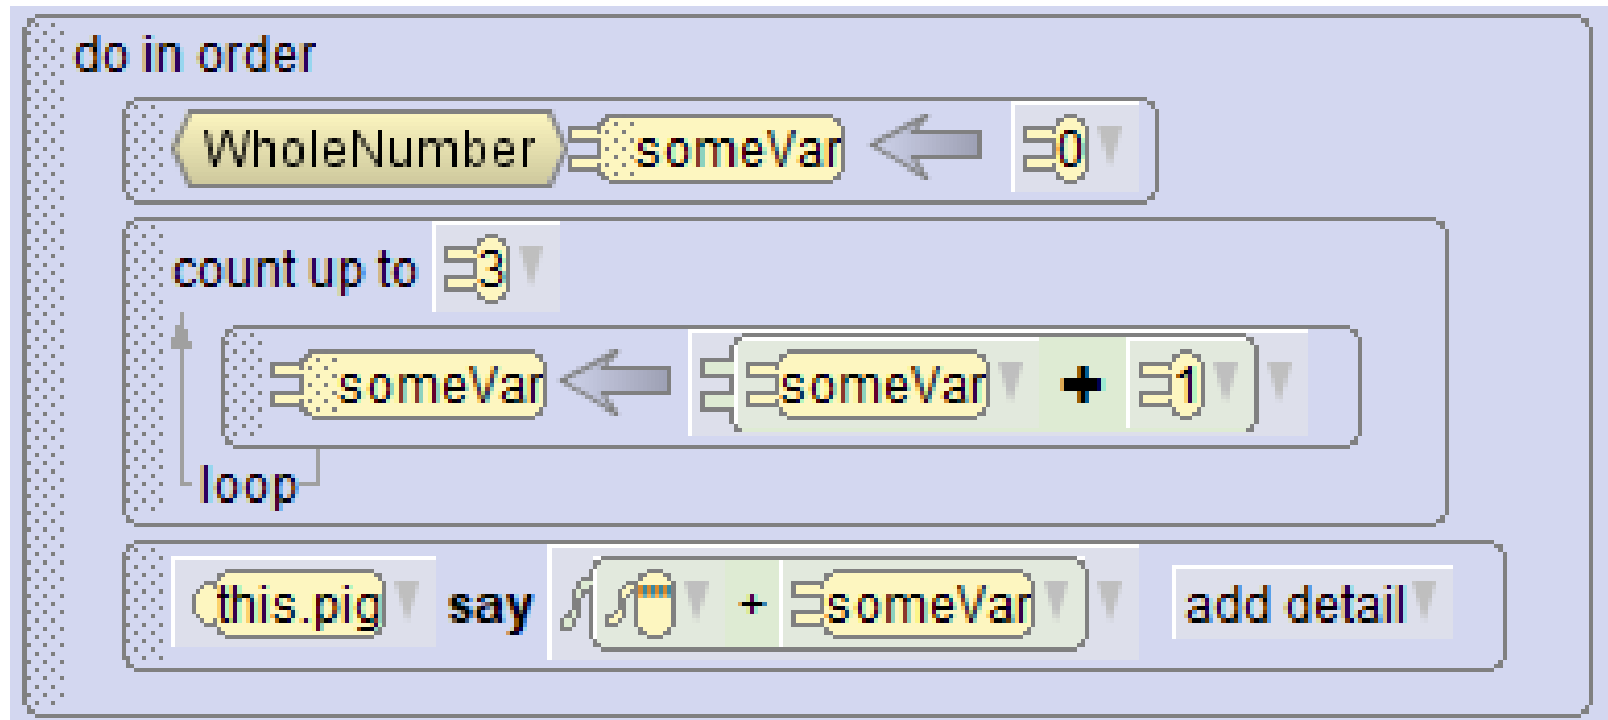 do in order
WholeNumber someVar 0
count up to 3
someVar someVar + 1
loop
this.pig say + someVar add detail